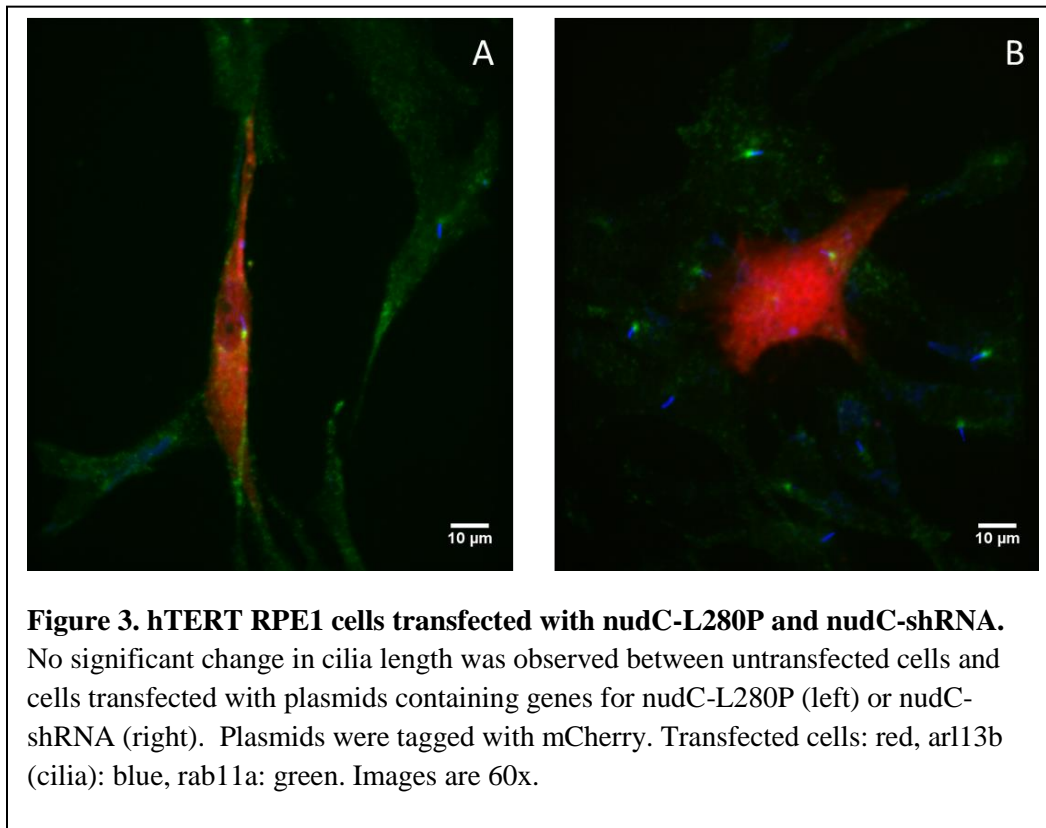 A
B
10 µm
10 µm
Figure 3. hTERT RPE1 cells transfected with nudC-L280P and nudC-shRNA.
No significant change in cilia length was observed between untransfected cells and
cells transfected with plasmids containing genes for nudC-L280P (left) or nudC-
shRNA (right).  Plasmids were tagged with mCherry. Transfected cells: red, arl13b
(cilia): blue, rab11a: green. Images are 60x.